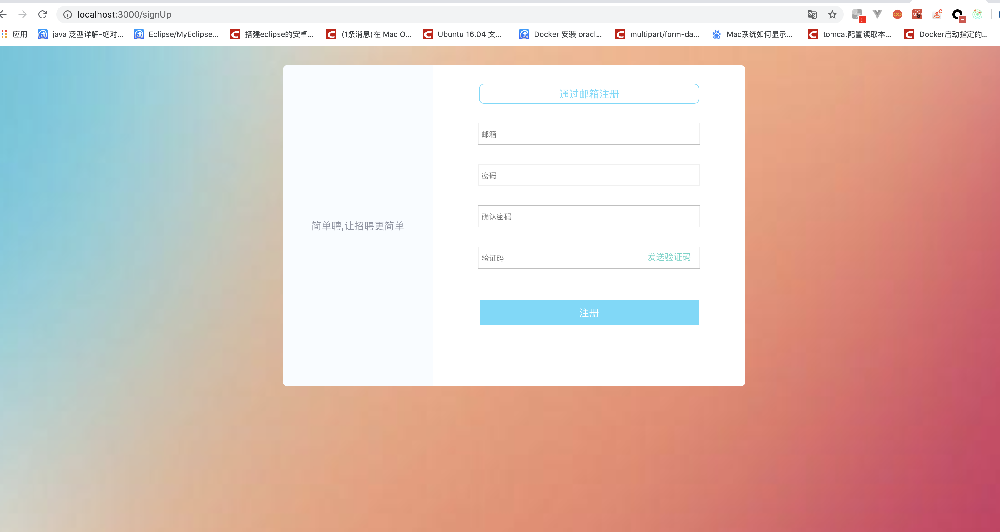 localhost:3000/signUp
应用 java 泛型详解-绝对... Eclipse/MyEclipse... 搭建eclipse的安卓... (1条消息)在 Mac O... Ubuntu 16.04 文... Docker 安装 oracl... multipart/form-da... Mac系统如何显示... tomcat配置读取本... Docker启动指定的...
通过邮箱注册
邮箱
密码
确认密码
简单聘,让招聘更简单
验证码 发送验证码
注册